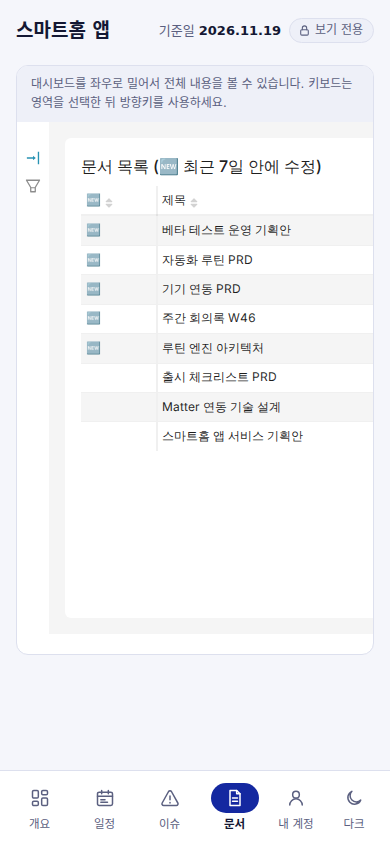 스마트홈 앱
기준일 2026.11.19
보기 전용
대시보드를 좌우로 밀어서 전체 내용을 볼 수 있습니다. 키보드는
영역을 선택한 뒤 방향키를 사용하세요.
문서 목록 (🆕 최근 7일 안에 수정)
🆕 제목
🆕 베타 테스트 운영 기획안
🆕 자동화 루틴 PRD
🆕 기기 연동 PRD
🆕 주간 회의록 W46
🆕 루틴 엔진 아키텍처
출시 체크리스트 PRD
Matter 연동 기술 설계
스마트홈 앱 서비스 기획안
개요 일정 이슈 문서 내 계정 다크